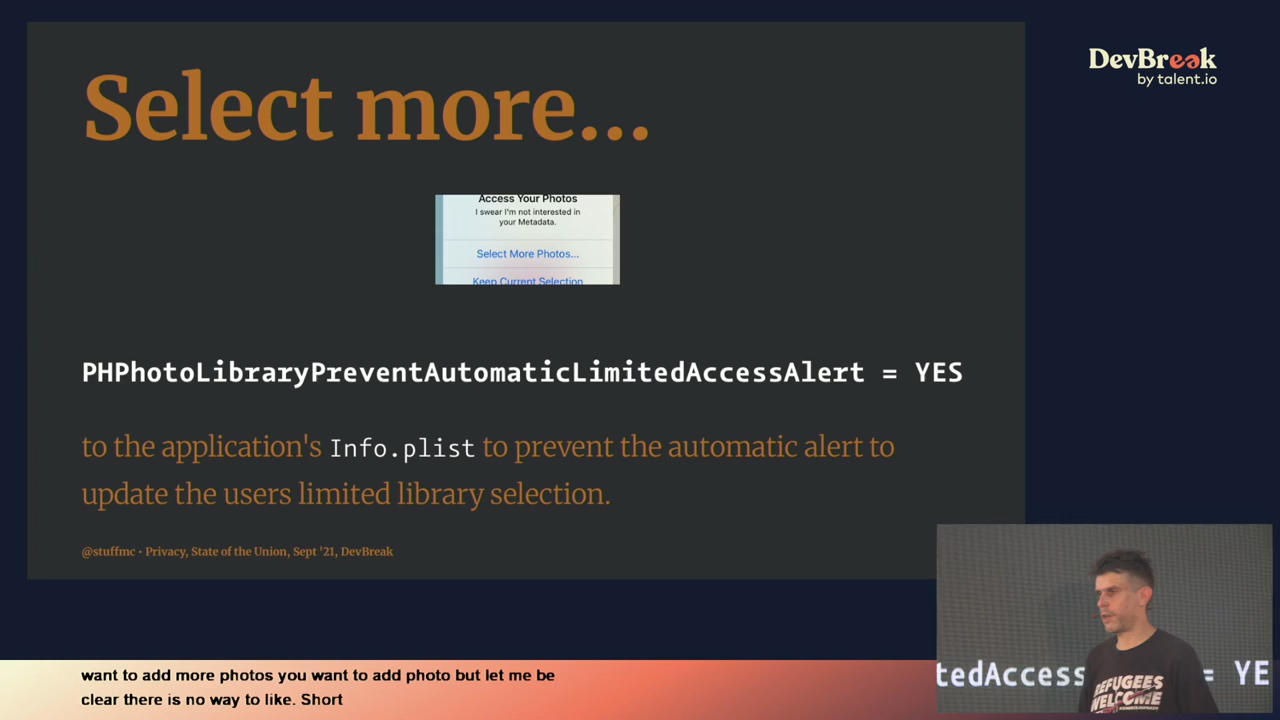 Select more...
DevBreak
by talent.io
Access Your Photos
I swear I'm not interested in
your Metadata.
Select More Photos...
Keep Current Selection
PHPhotoLibraryPreventAutomaticLimitedAccessAlert = YES
to the application's Info.plist to prevent the automatic alert to
update the users limited library selection.
@stuffmc • Privacy, State of the Union, Sept '21, DevBreak
want to add more photos you want to add photo but let me be
clear there is no way to like. Short
tedAccess = YE
REFUGEES
WELCOME